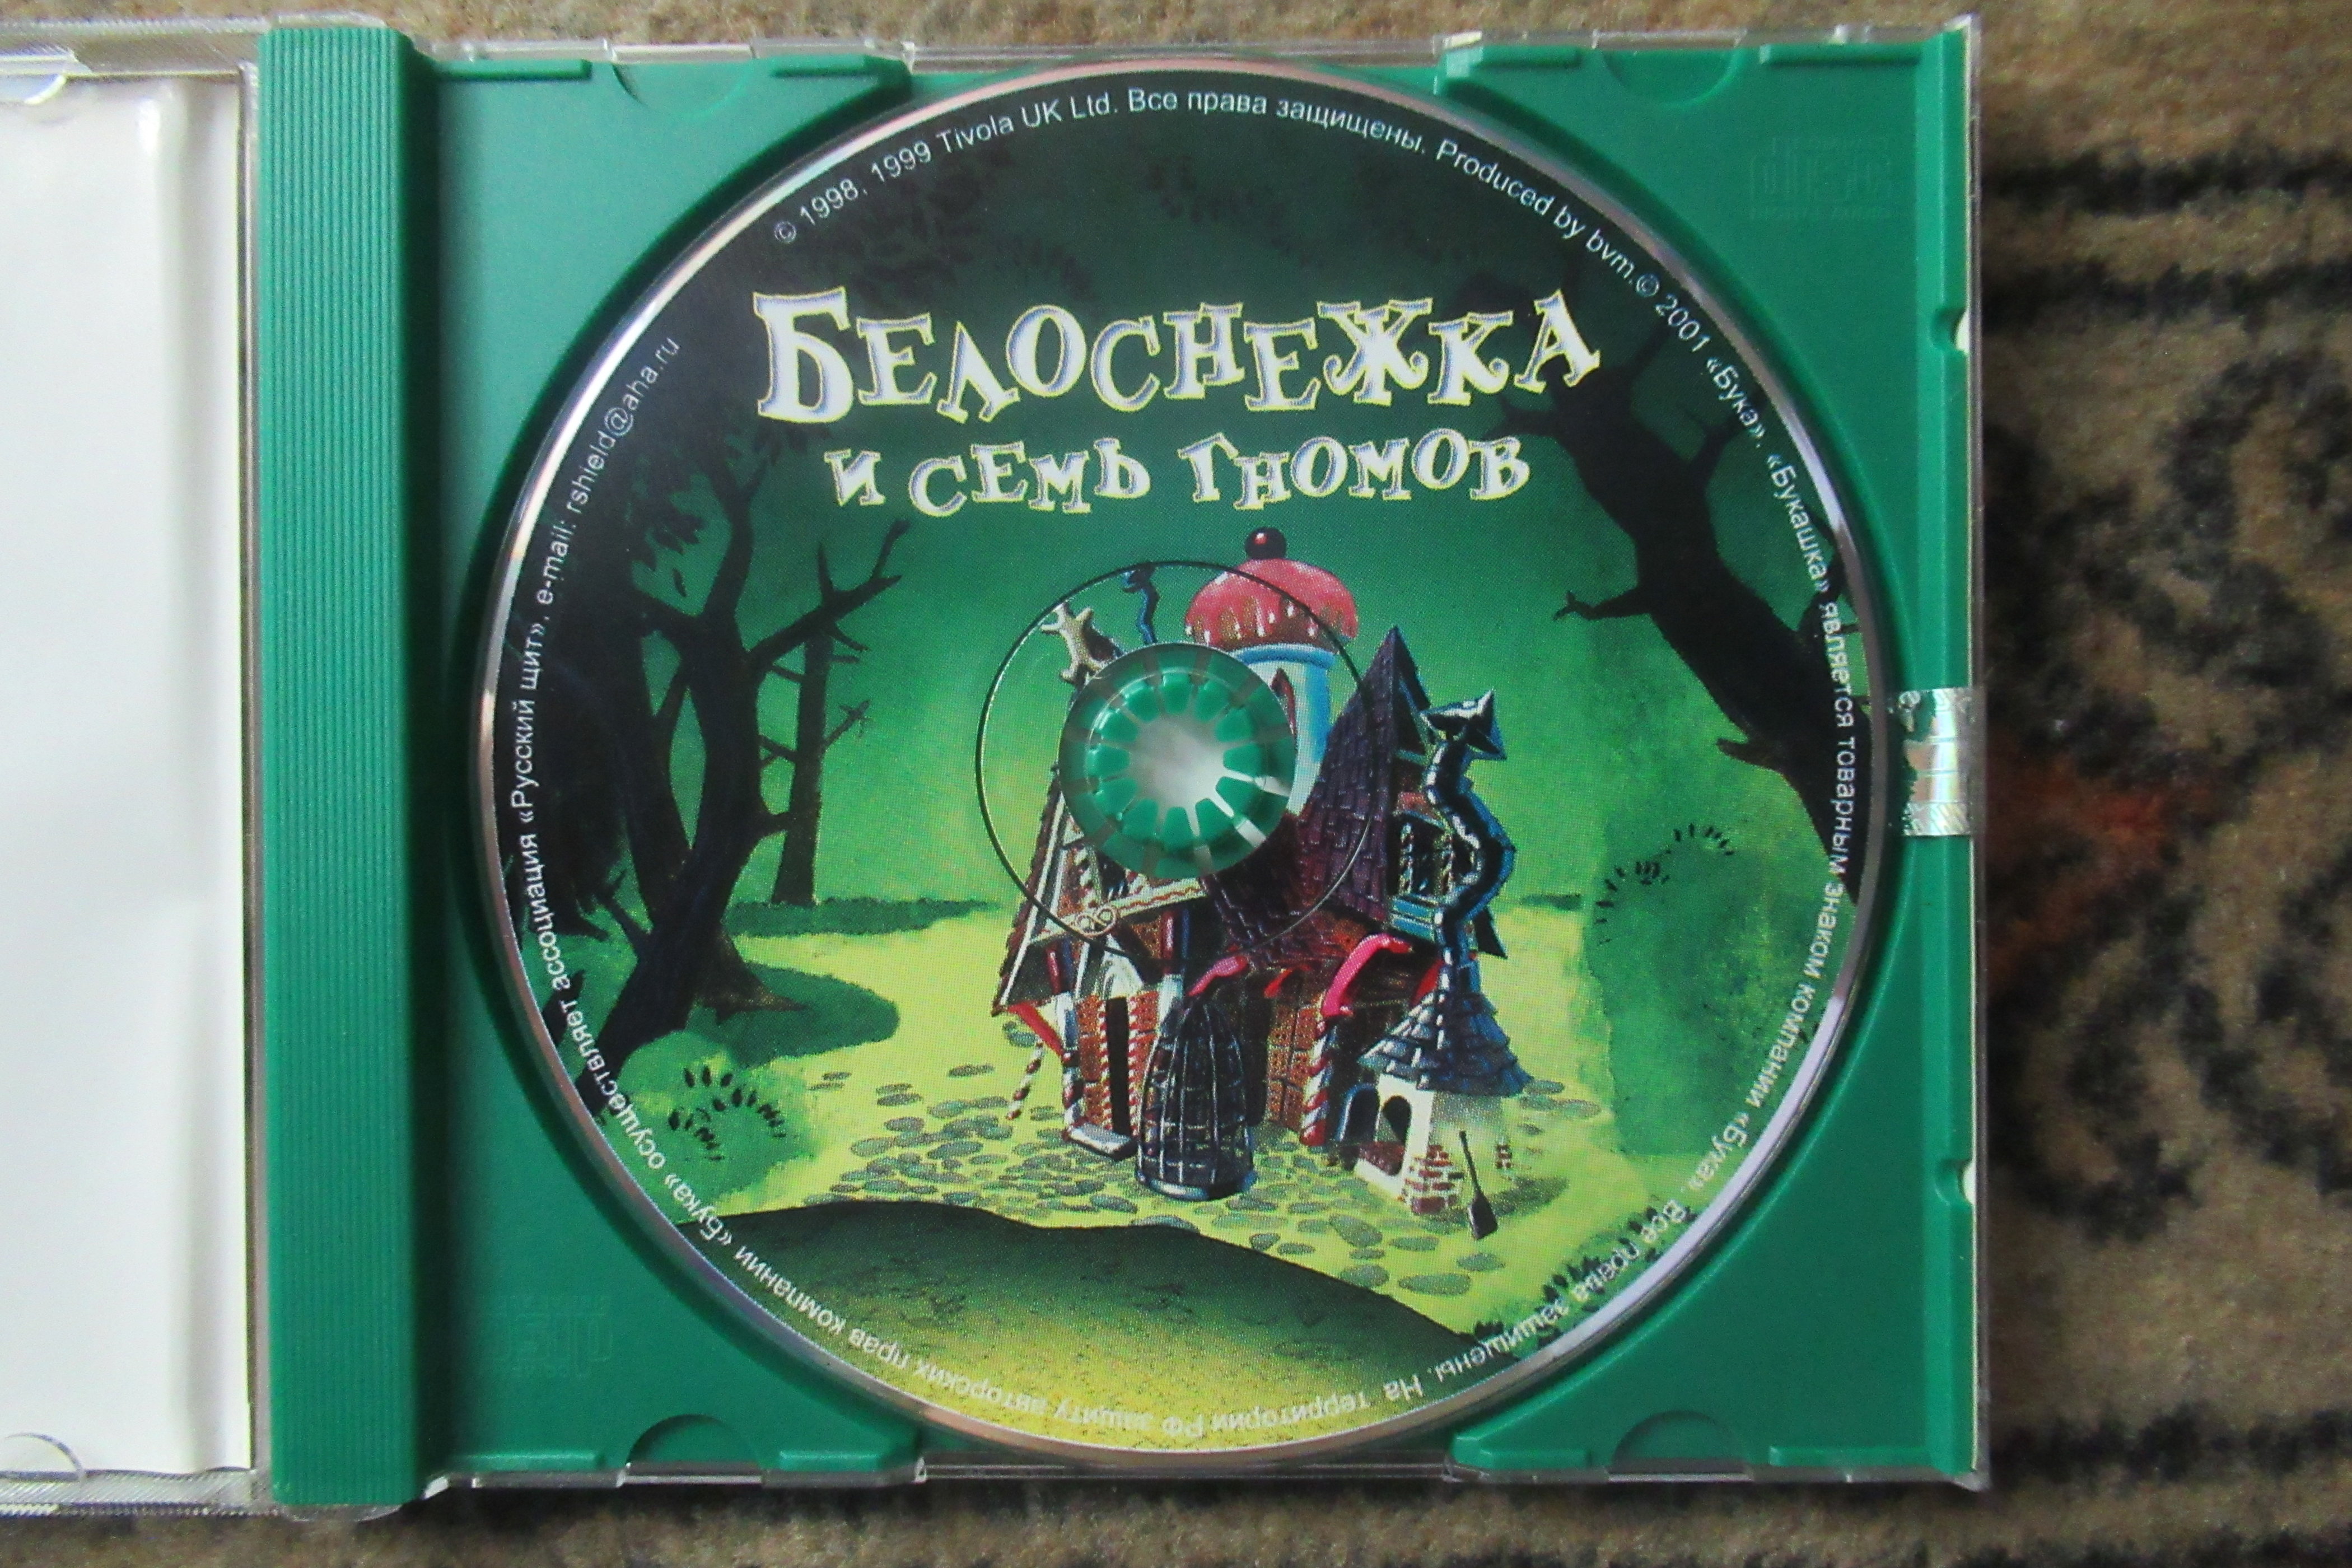 БЕЛОСНЕЖКА
И СЕМЬ ГНОМОВ
© 1998, 1999 Tivola UK Ltd. Все права защищены. Produced by bvm.© 2001 «Бука». «Букашка» является товарным знаком компании «Бука». Все права защищены. На территории РФ защиту авторских прав компании «Бука» осуществляет ассоциация «Русский щит», e-mail: rshield@aha.ru